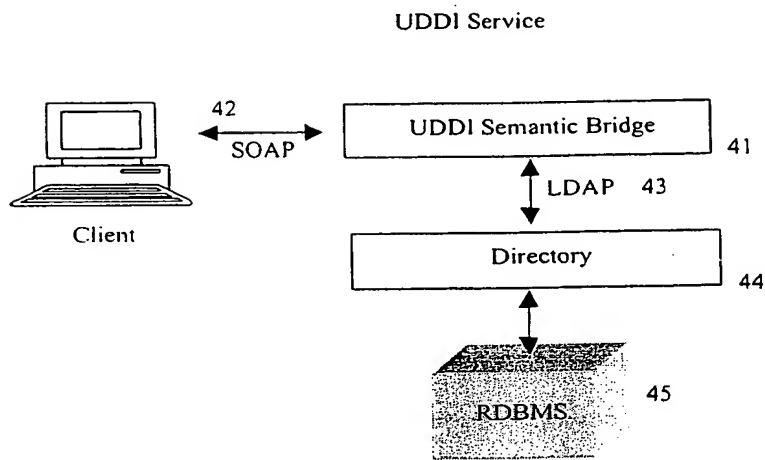 UDDI Service
42
SOAP
Client
UDDI Semantic Bridge
41
LDAP 43
Directory
44
RDBMS
45